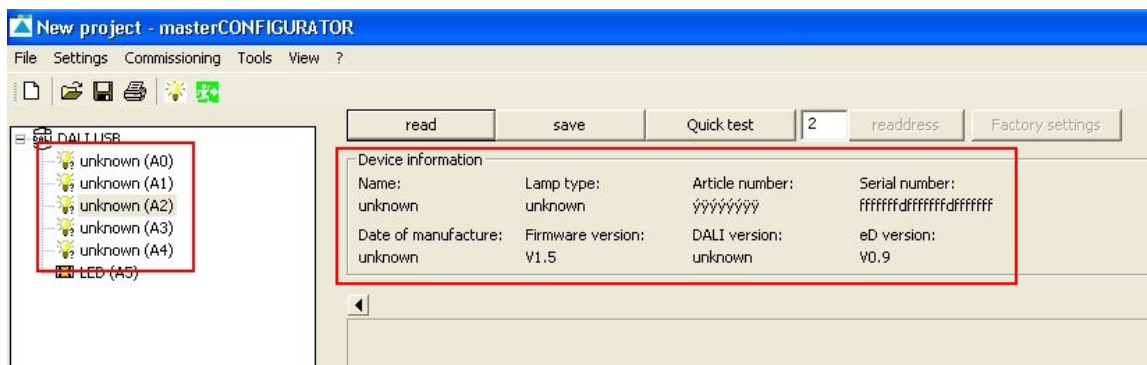 New project - masterCONFIGURATOR
File Settings Commissioning Tools View ?
read save Quick test 2 readdress Factory settings
DALI USB
unknown (A0)
unknown (A1)
unknown (A2)
unknown (A3)
unknown (A4)
LED (A5)
Device information
Name: Lamp type: Article number: Serial number:
unknown unknown ýýýýýýýý fffffffdfffffffdfffffff
Date of manufacture: Firmware version: DALI version: eD version:
unknown V1.5 unknown V0.9